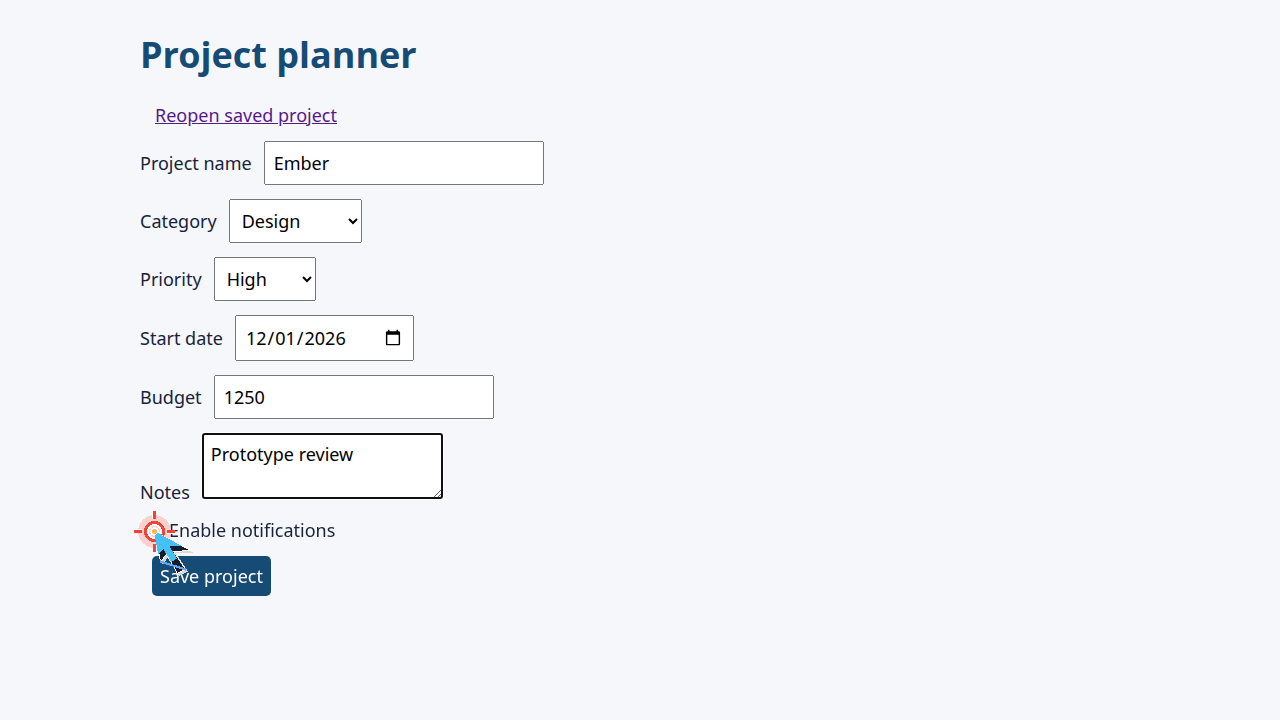 Project planner
Reopen saved project
Project name Ember
Category Design
Priority High
Start date 12/01/2026
Budget 1250
Prototype review
Notes
Enable notifications
Save project